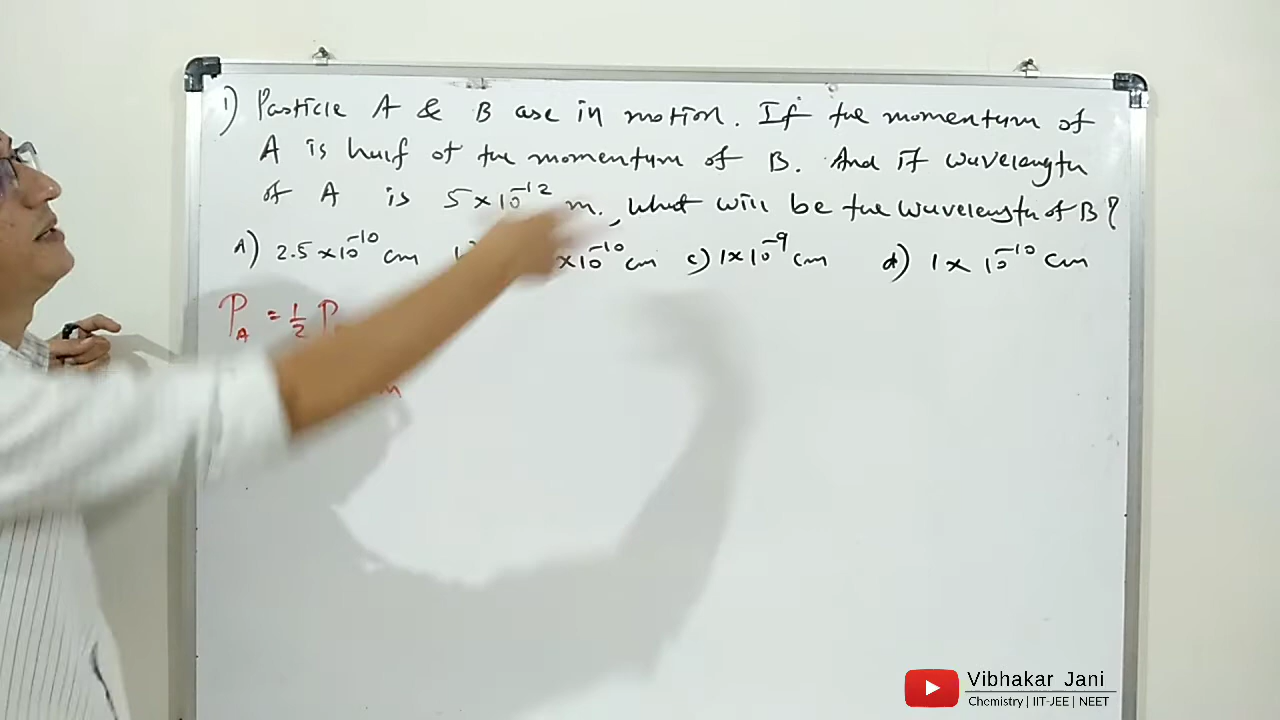 1) Particle A & B are in motion. If the momentum of
A is half of the momentum of B. And if wavelength
of A is 5 × 10⁻¹² m., what will be the wavelength of B?
A) 2.5 × 10⁻¹⁰ cm × 10⁻¹⁰ cm c) 1 × 10⁻⁹ cm d) 1 × 10⁻¹⁰ cm
P_A = 1/2 P
m
Vibhakar Jani
Chemistry | IIT-JEE | NEET